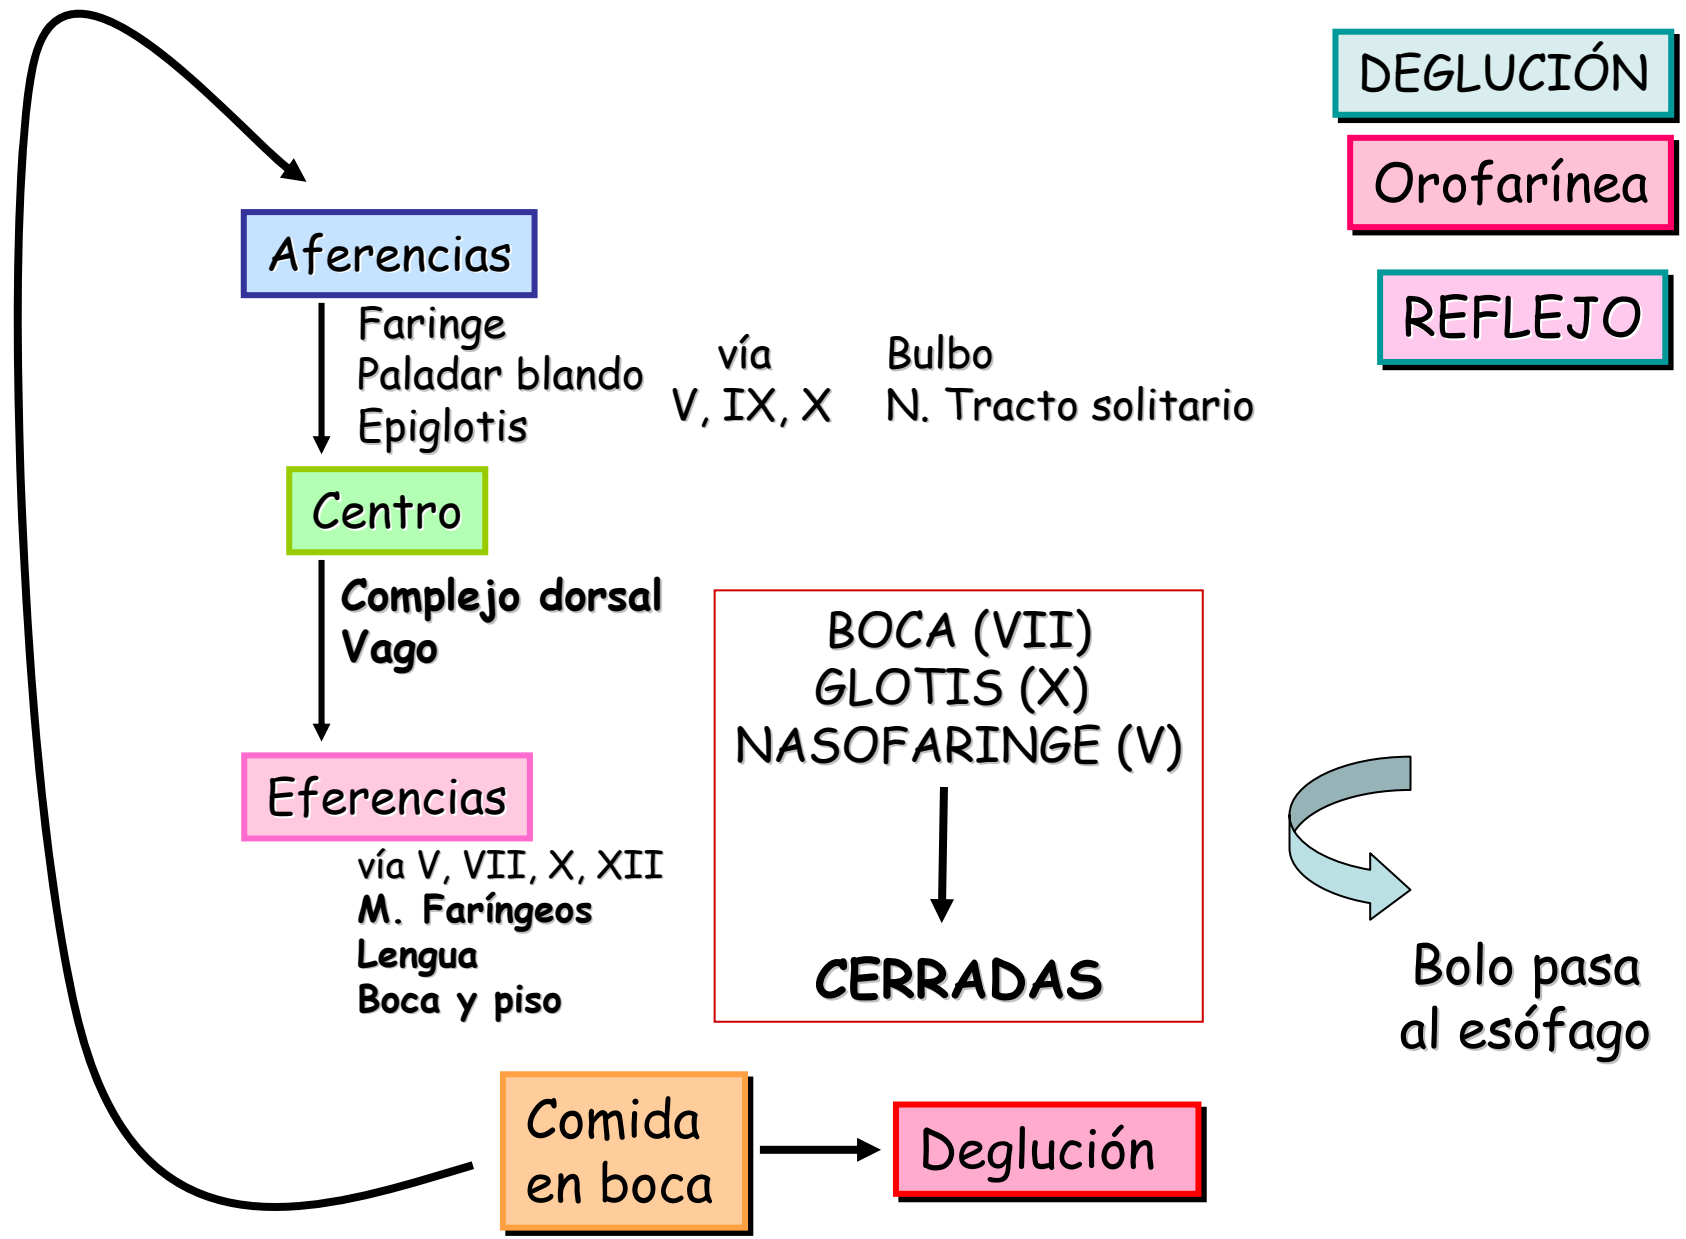 DEGLUCIÓN
Orofarínea
REFLEJO
Aferencias
Faringe
Paladar blando
Epiglotis
vía
V, IX, X
Bulbo
N. Tracto solitario
Centro
Complejo dorsal
Vago
Eferencias
vía V, VII, X, XII
M. Faríngeos
Lengua
Boca y piso
BOCA (VII)
GLOTIS (X)
NASOFARINGE (V)
CERRADAS
Bolo pasa
al esófago
Comida
en boca
Deglución